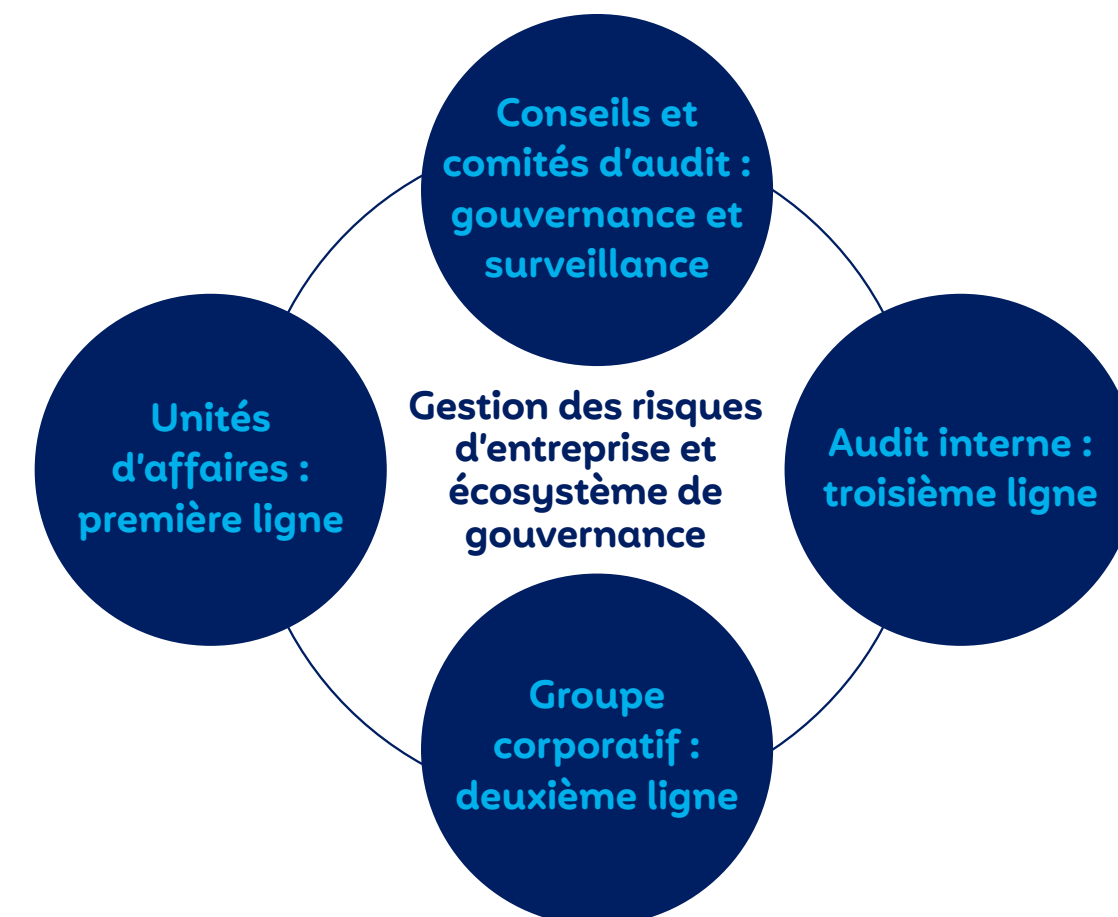 Conseils et
comités d'audit :
gouvernance et
surveillance
Unités
d'affaires :
première ligne
Gestion des risques
d'entreprise et
écosystème de
gouvernance
Audit interne :
troisième ligne
Groupe
corporatif :
deuxième ligne